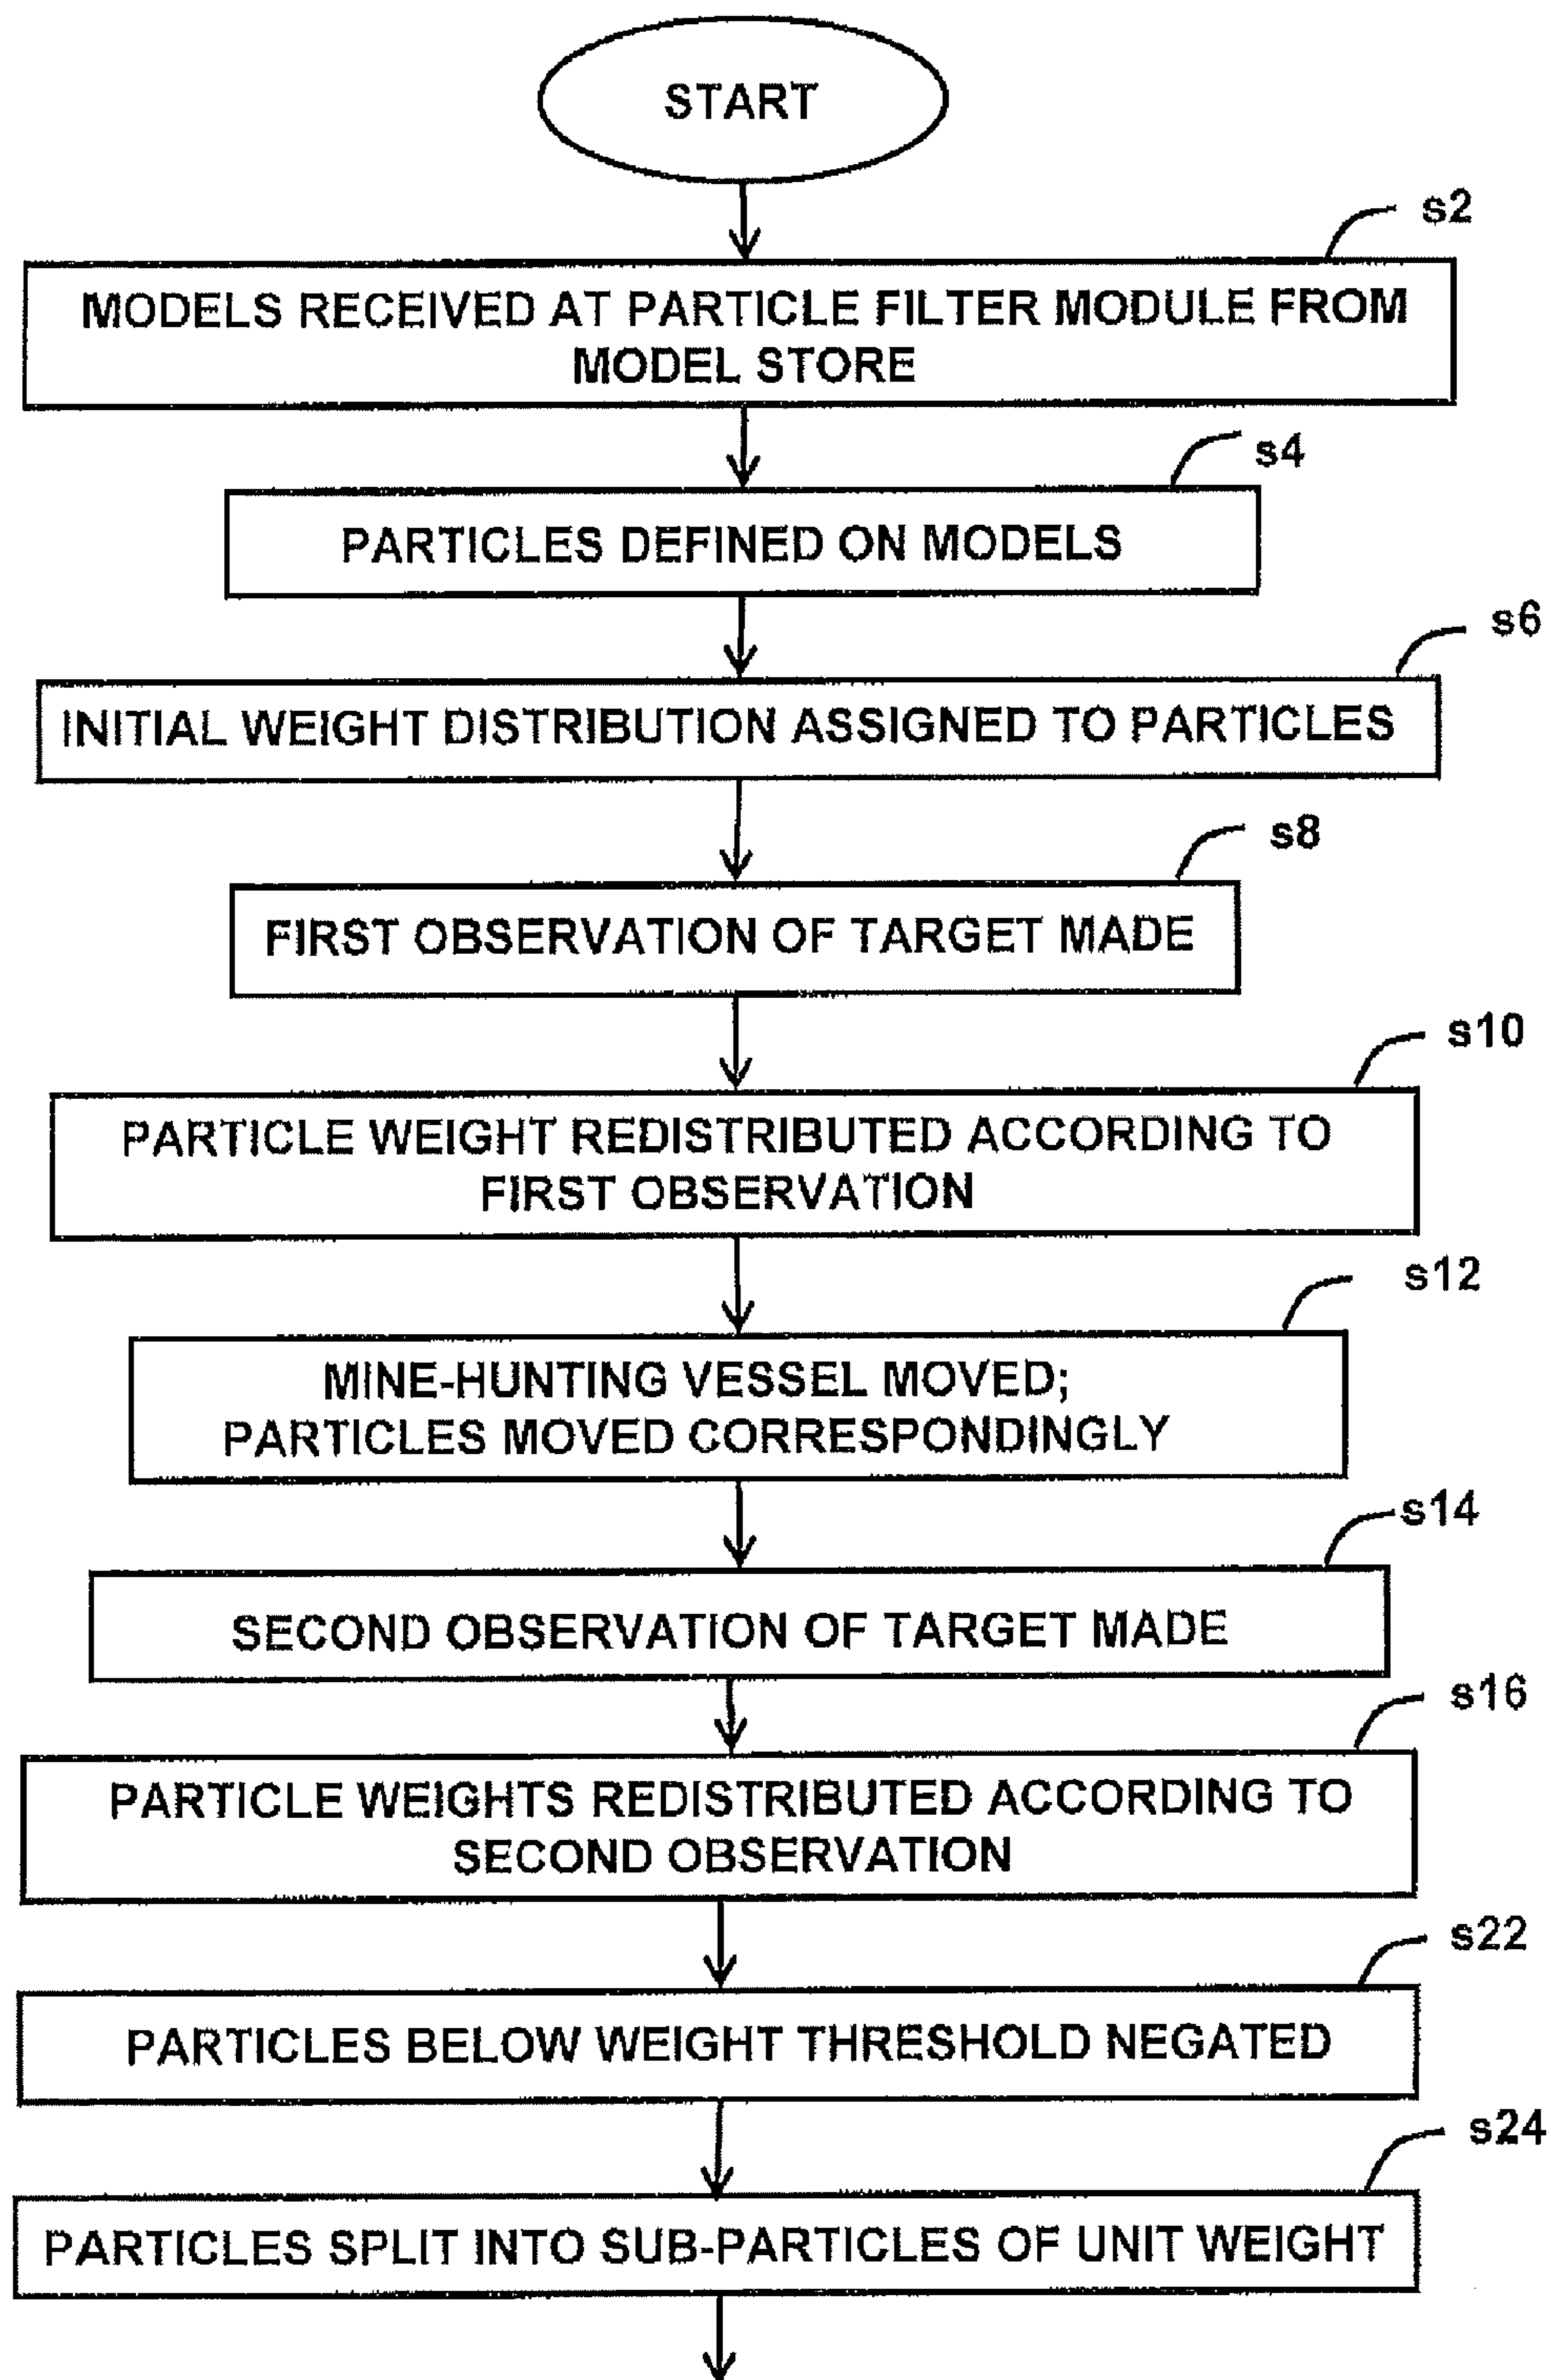 START
s2
MODELS RECEIVED AT PARTICLE FILTER MODULE FROM
MODEL STORE
s4
PARTICLES DEFINED ON MODELS
s6
INITIAL WEIGHT DISTRIBUTION ASSIGNED TO PARTICLES
s8
FIRST OBSERVATION OF TARGET MADE
s10
PARTICLE WEIGHT REDISTRIBUTED ACCORDING TO
FIRST OBSERVATION
s12
MINE-HUNTING VESSEL MOVED;
PARTICLES MOVED CORRESPONDINGLY
s14
SECOND OBSERVATION OF TARGET MADE
s16
PARTICLE WEIGHTS REDISTRIBUTED ACCORDING TO
SECOND OBSERVATION
s22
PARTICLES BELOW WEIGHT THRESHOLD NEGATED
s24
PARTICLES SPLIT INTO SUB-PARTICLES OF UNIT WEIGHT